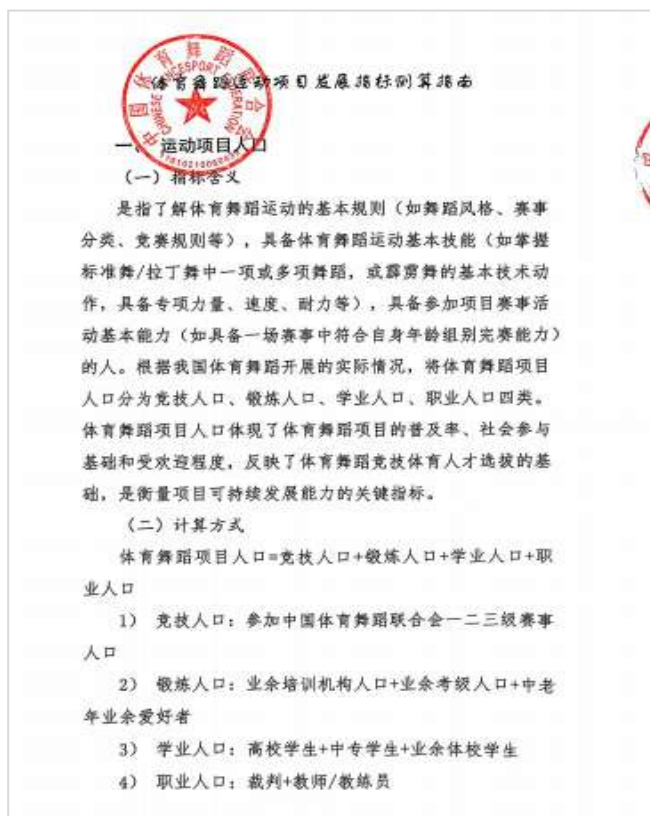 体育舞蹈运动项目发展指标测算指南
中国体育舞蹈联合会
CHINESE DANCESPORT FEDERATION
一、运动项目人口
（一）指标含义
是指了解体育舞蹈运动的基本规则（如舞蹈风格、赛事
分类、竞赛规则等），具备体育舞蹈运动基本技能（如掌握
标准舞/拉丁舞中一项或多项舞蹈，或霹雳舞的基本技术动
作，具备专项力量、速度、耐力等），具备参加项目赛事活
动基本能力（如具备一场赛事中符合自身年龄组别完赛能力）
的人。根据我国体育舞蹈开展的实际情况，将体育舞蹈项目
人口分为竞技人口、锻炼人口、学业人口、职业人口四类。
体育舞蹈项目人口体现了体育舞蹈项目的普及率、社会参与
基础和受欢迎程度，反映了体育舞蹈竞技体育人才选拔的基
础，是衡量项目可持续发展能力的关键指标。
（二）计算方式
体育舞蹈项目人口=竞技人口+锻炼人口+学业人口+职
业人口
1） 竞技人口：参加中国体育舞蹈联合会一二三级赛事
人口
2） 锻炼人口：业余培训机构人口+业余考级人口+中老
年业余爱好者
3） 学业人口：高校学生+中专学生+业余体校学生
4） 职业人口：裁判+教师/教练员